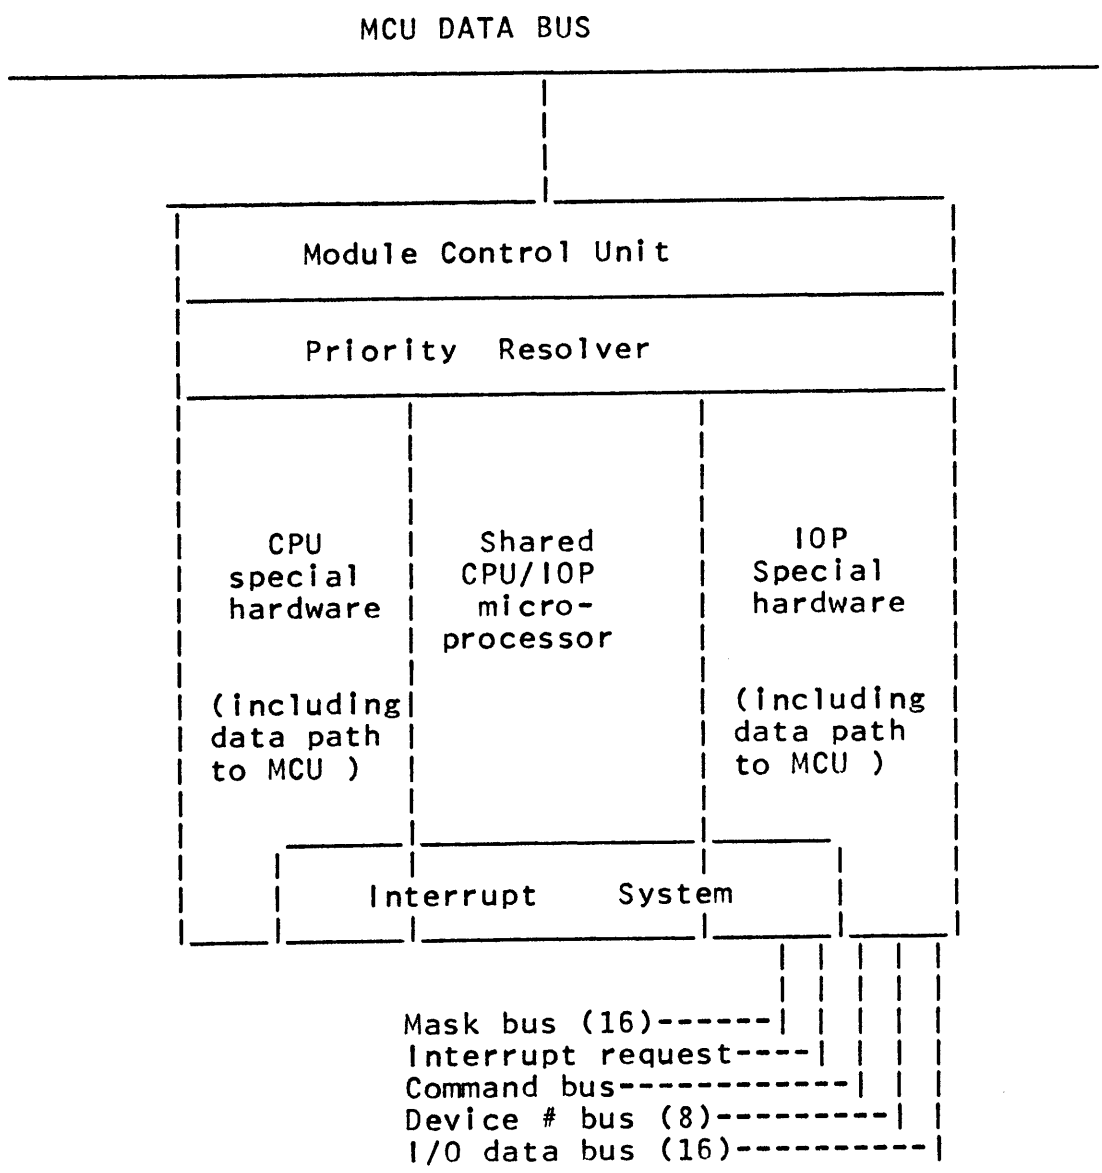 MCU DATA BUS
Module Control Unit
Priority Resolver
CPU
special
hardware
(including
data path
to MCU )
Shared
CPU/IOP
micro-
processor
IOP
Special
hardware
(including
data path
to MCU )
Interrupt System
Mask bus (16)
Interrupt request
Command bus
Device # bus (8)
I/O data bus (16)